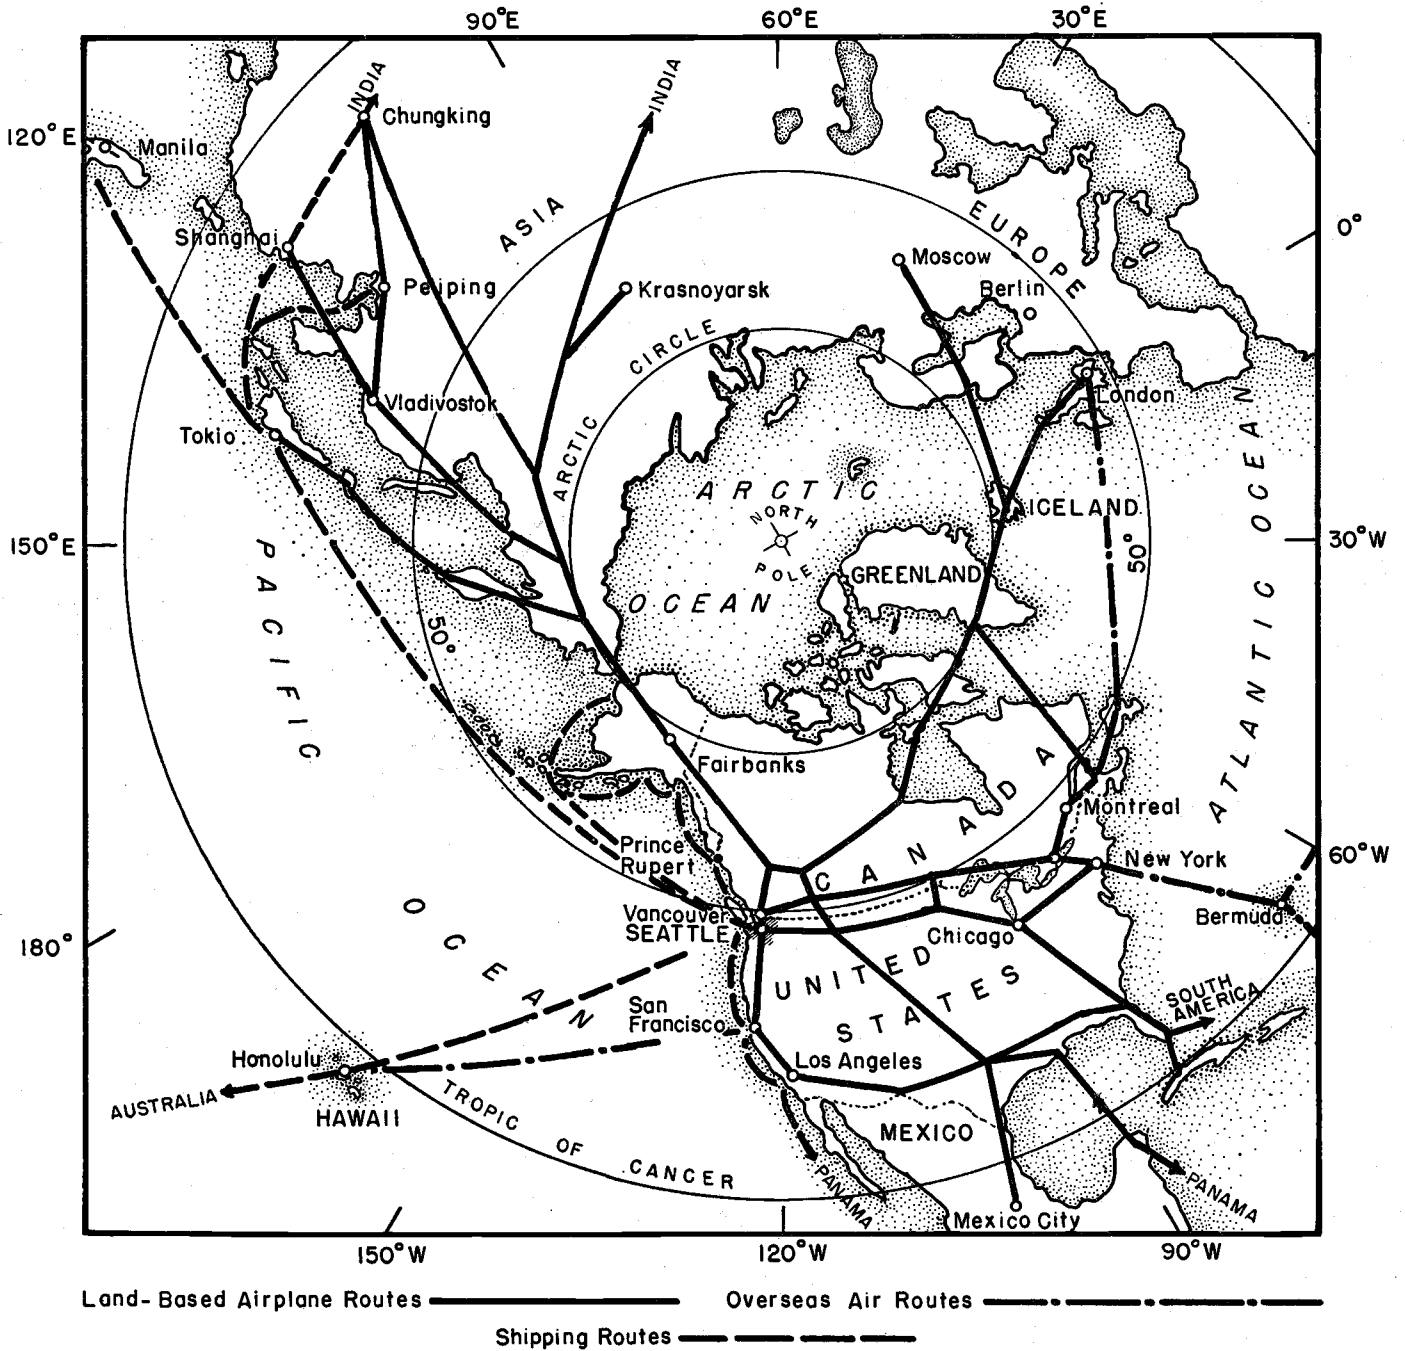 90°E
60°E
30°E
120°E
INDIA
INDIA
Chungking
Manila
ASIA
EUROPE
0°
Shanghai
Moscow
Peiping
Krasnoyarsk
Berlin
ARCTIC CIRCLE
Vladivostok
London
Tokio
ARCTIC
OCEAN
NORTH
POLE
ICELAND
ATLANTIC OCEAN
150°E
50°
30°W
GREENLAND
PACIFIC
OCEAN
50°
Fairbanks
CANADA
Montreal
Prince
Rupert
New York
60°W
Vancouver
SEATTLE
Chicago
Bermuda
180°
UNITED
STATES
SOUTH
AMERICA
San
Francisco
Honolulu
Los Angeles
AUSTRALIA
HAWAII
TROPIC OF CANCER
MEXICO
PANAMA
PANAMA
Mexico City
150°W
120°W
90°W
Land-Based Airplane Routes
Overseas Air Routes
Shipping Routes